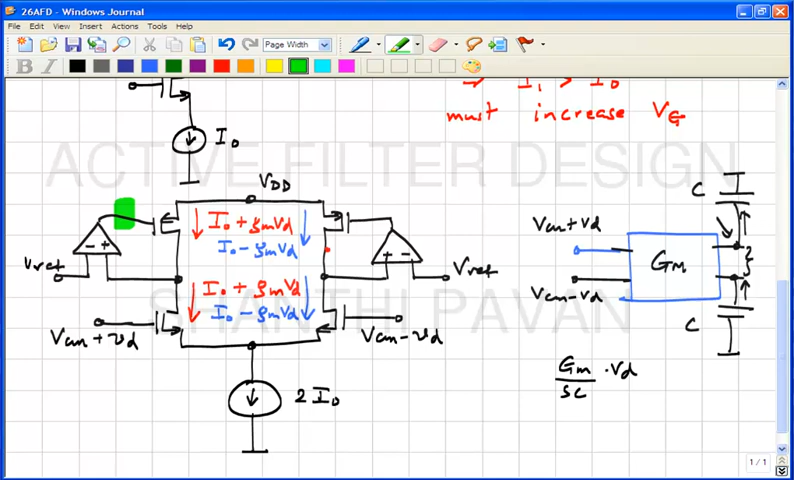 26AFD - Windows Journal
File Edit View Insert Actions Tools Help
Page Width
B I
⇒ I₁ > I₀
must increase V_G
I₀
ACTIVE FILTER DESIGN
V_DD
I₀ + gmVd
I₀ - gmVd
Vref
Vref
I₀ + gmVd
I₀ - gmVd
SHANTHI PAVAN
Vcm+vd
Vcm-vd
2 I₀
C
Vcm+vd
Gm
Vcm-vd
C
Gm/sC · vd
1 / 1